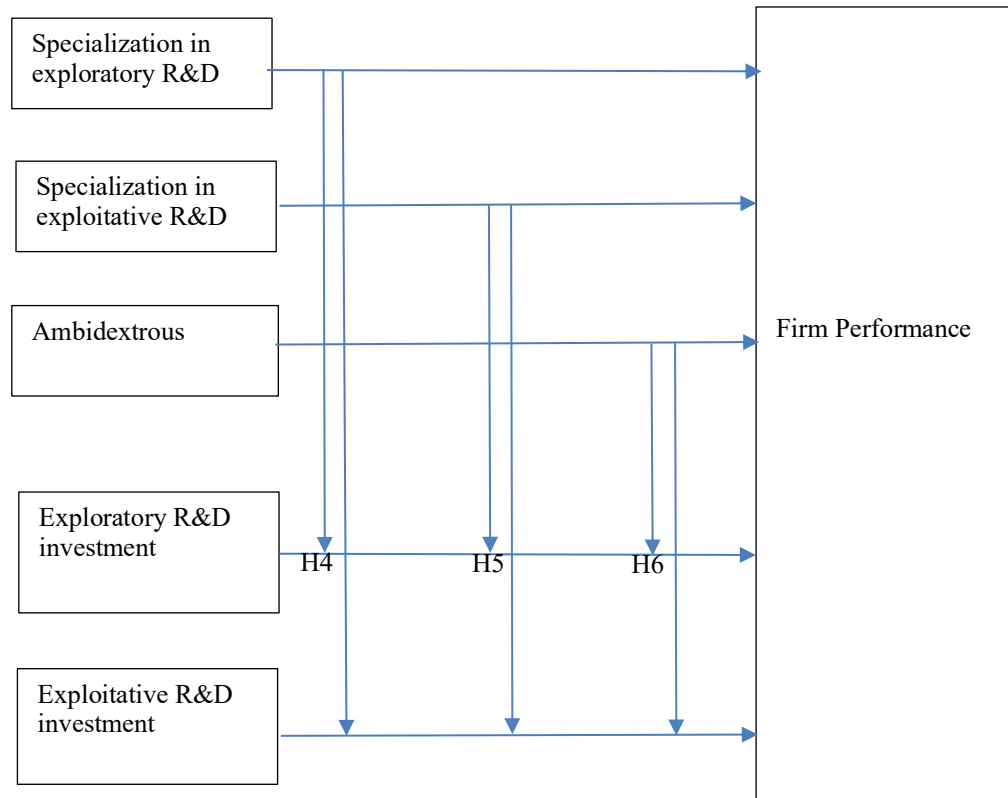 Specialization in
exploratory R&D
Specialization in
exploitative R&D
Ambidextrous
Firm Performance
Exploratory R&D
investment
H4
H5
H6
Exploitative R&D
investment